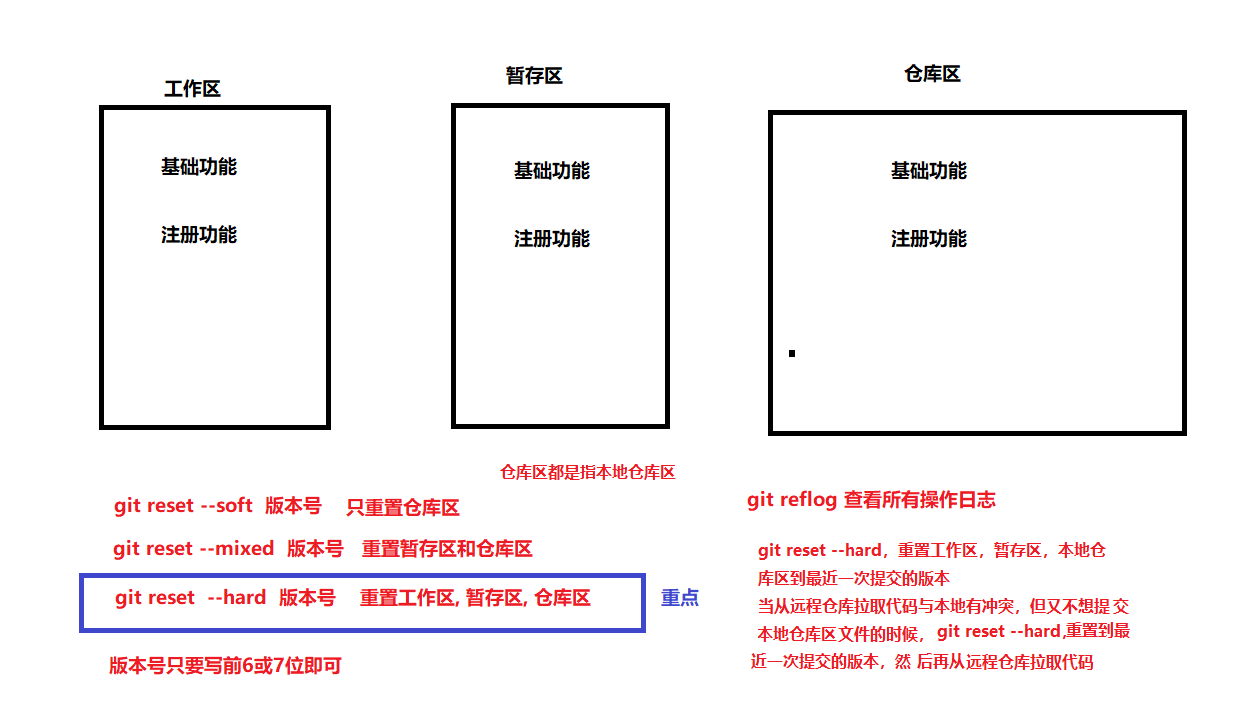 工作区
暂存区
仓库区
基础功能
注册功能
基础功能
注册功能
基础功能
注册功能
仓库区都是指本地仓库区
git reset --soft 版本号 只重置仓库区
git reset --mixed 版本号 重置暂存区和仓库区
git reset --hard 版本号 重置工作区, 暂存区, 仓库区
重点
版本号只要写前6或7位即可
git reflog 查看所有操作日志
git reset --hard，重置工作区，暂存区，本地仓
库区到最近一次提交的版本
当从远程仓库拉取代码与本地有冲突，但又不想提 交
本地仓库区文件的时候，git reset --hard,重置到最
近一次提交的版本，然 后再从远程仓库拉取代码